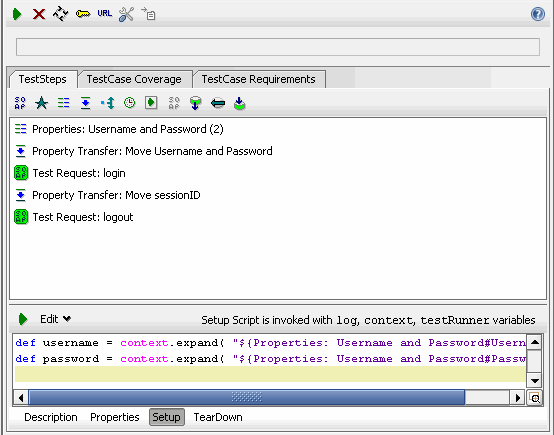 URL
TestSteps TestCase Coverage TestCase Requirements
Properties: Username and Password (2)
Property Transfer: Move Username and Password
Test Request: login
Property Transfer: Move sessionID
Test Request: logout
Edit Setup Script is invoked with log, context, testRunner variables
def username = context.expand( "${Properties: Username and Password#Usern
def password = context.expand( "${Properties: Username and Password#Passw
Description Properties Setup TearDown